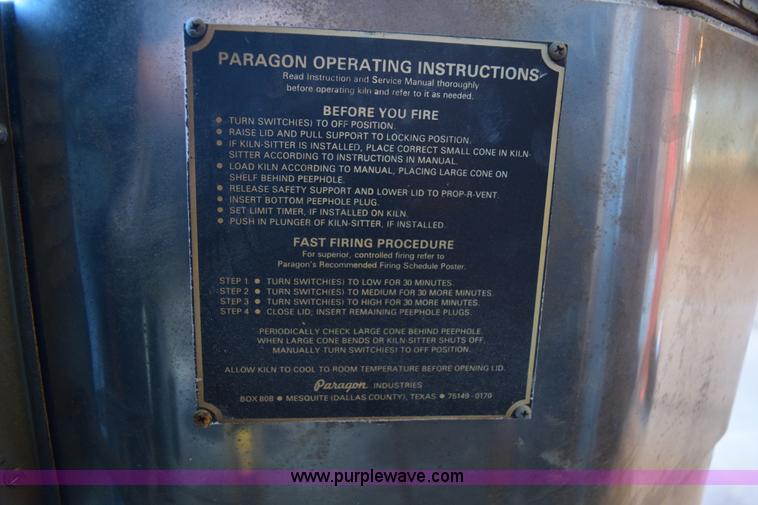 PARAGON OPERATING INSTRUCTIONS
Read Instruction and Service Manual thoroughly
before operating kiln and refer to it as needed.
BEFORE YOU FIRE
● TURN SWITCH(ES) TO OFF POSITION.
● RAISE LID AND PULL SUPPORT TO LOCKING POSITION.
● IF KILN-SITTER IS INSTALLED, PLACE CORRECT SMALL CONE IN KILN-
SITTER ACCORDING TO INSTRUCTIONS IN MANUAL.
● LOAD KILN ACCORDING TO MANUAL, PLACING LARGE CONE ON
SHELF BEHIND PEEPHOLE.
● RELEASE SAFETY SUPPORT AND LOWER LID TO PROP-R-VENT.
● INSERT BOTTOM PEEPHOLE PLUG.
● SET LIMIT TIMER, IF INSTALLED ON KILN.
● PUSH IN PLUNGER OF KILN-SITTER, IF INSTALLED.
FAST FIRING PROCEDURE
For superior, controlled firing refer to
Paragon's Recommended Firing Schedule Poster.
STEP 1 ● TURN SWITCH(ES) TO LOW FOR 30 MINUTES.
STEP 2 ● TURN SWITCH(ES) TO MEDIUM FOR 30 MORE MINUTES.
STEP 3 ● TURN SWITCH(ES) TO HIGH FOR 30 MORE MINUTES.
STEP 4 ● CLOSE LID; INSERT REMAINING PEEPHOLE PLUGS.
PERIODICALLY CHECK LARGE CONE BEHIND PEEPHOLE.
WHEN LARGE CONE BENDS OR KILN-SITTER SHUTS OFF,
MANUALLY TURN SWITCH(ES) TO OFF POSITION.
ALLOW KILN TO COOL TO ROOM TEMPERATURE BEFORE OPENING LID.
Paragon INDUSTRIES
BOX 808 ● MESQUITE (DALLAS COUNTY), TEXAS ● 75149-0170
www.purplewave.com